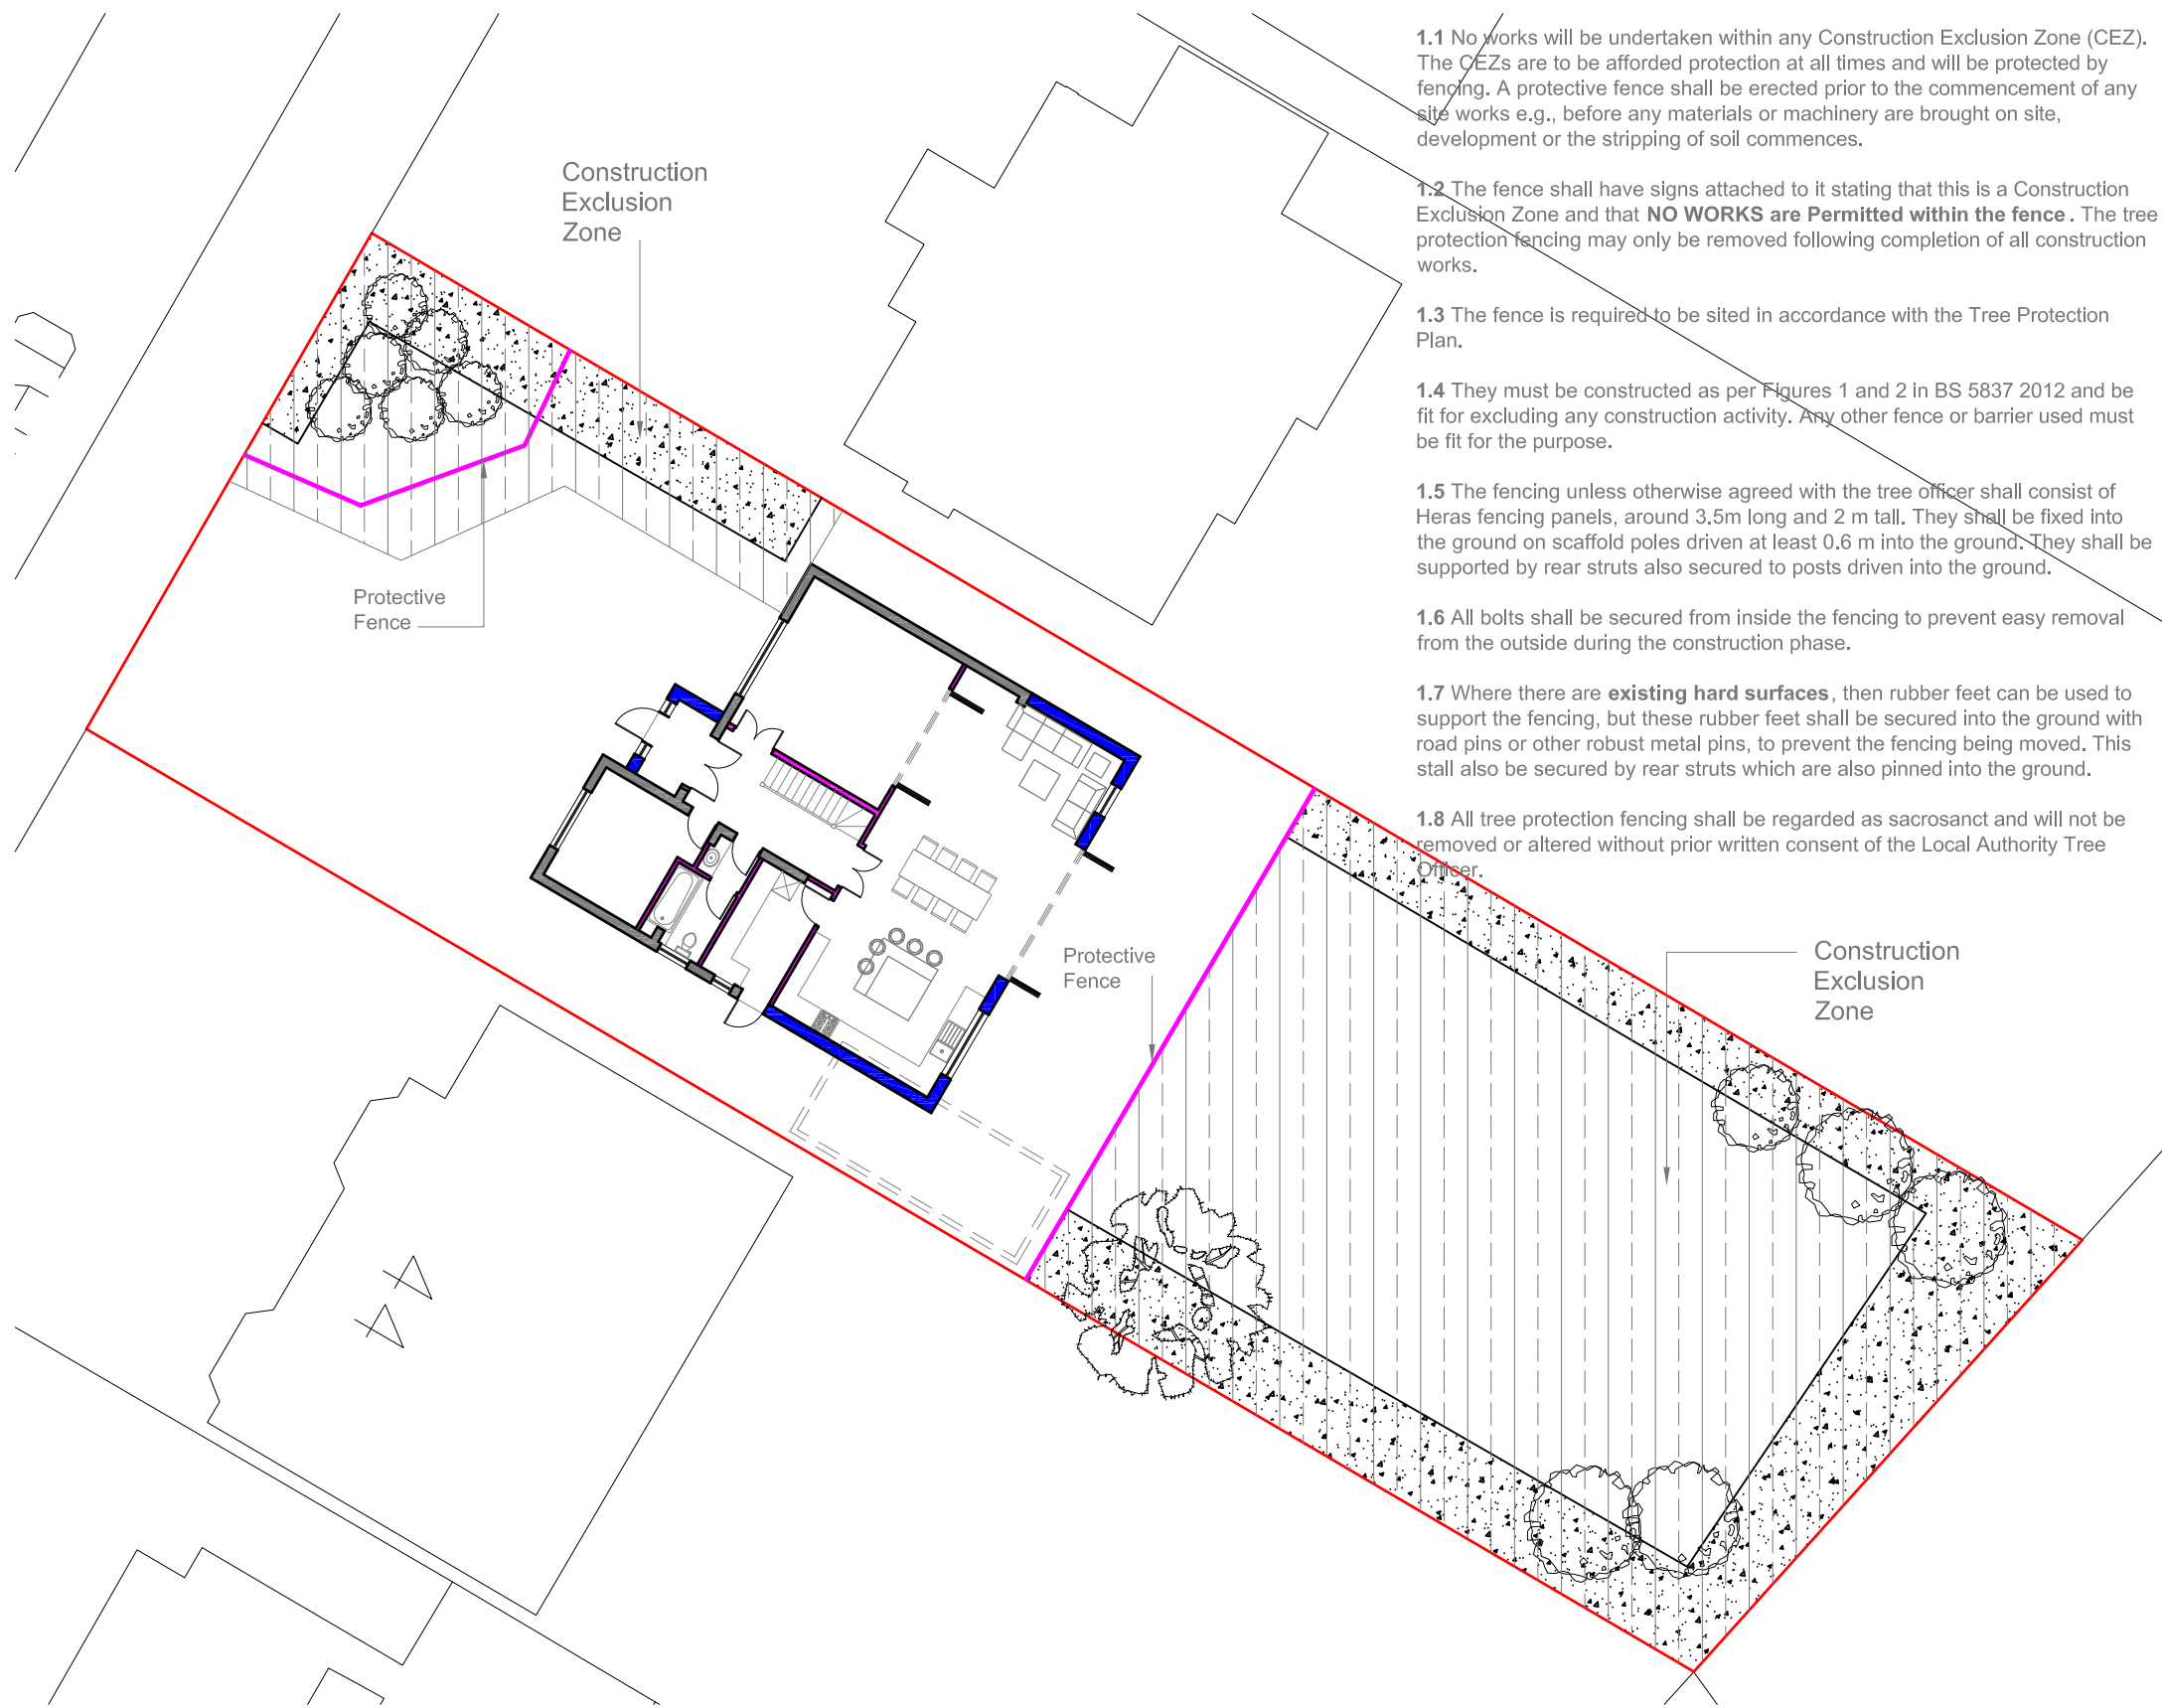 1.1 No works will be undertaken within any Construction Exclusion Zone (CEZ).
The CEZs are to be afforded protection at all times and will be protected by
fencing. A protective fence shall be erected prior to the commencement of any
site works e.g., before any materials or machinery are brought on site,
development or the stripping of soil commences.
1.2 The fence shall have signs attached to it stating that this is a Construction
Exclusion Zone and that NO WORKS are Permitted within the fence. The tree
protection fencing may only be removed following completion of all construction
works.
1.3 The fence is required to be sited in accordance with the Tree Protection
Plan.
1.4 They must be constructed as per Figures 1 and 2 in BS 5837 2012 and be
fit for excluding any construction activity. Any other fence or barrier used must
be fit for the purpose.
1.5 The fencing unless otherwise agreed with the tree officer shall consist of
Heras fencing panels, around 3.5m long and 2 m tall. They shall be fixed into
the ground on scaffold poles driven at least 0.6 m into the ground. They shall be
supported by rear struts also secured to posts driven into the ground.
1.6 All bolts shall be secured from inside the fencing to prevent easy removal
from the outside during the construction phase.
1.7 Where there are existing hard surfaces, then rubber feet can be used to
support the fencing, but these rubber feet shall be secured into the ground with
road pins or other robust metal pins, to prevent the fencing being moved. This
stall also be secured by rear struts which are also pinned into the ground.
1.8 All tree protection fencing shall be regarded as sacrosanct and will not be
removed or altered without prior written consent of the Local Authority Tree
Officer.
Construction
Exclusion
Zone
Protective
Fence
Protective
Fence
Construction
Exclusion
Zone